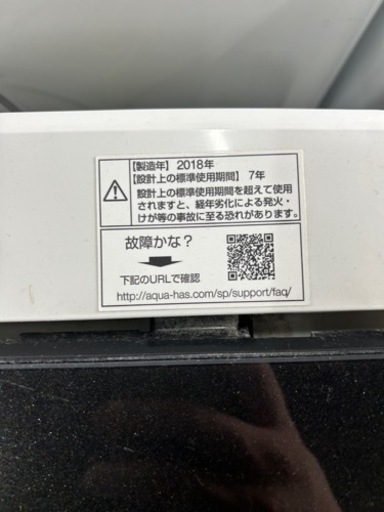 【製造年】2018年
【設計上の標準使用期間】7年
設計上の標準使用期間を超えて使用
されますと、経年劣化による発火・
けが等の事故に至る恐れがあります。
故障かな?
下記のURLで確認
http://aqua-has.com/sp/support/faq/